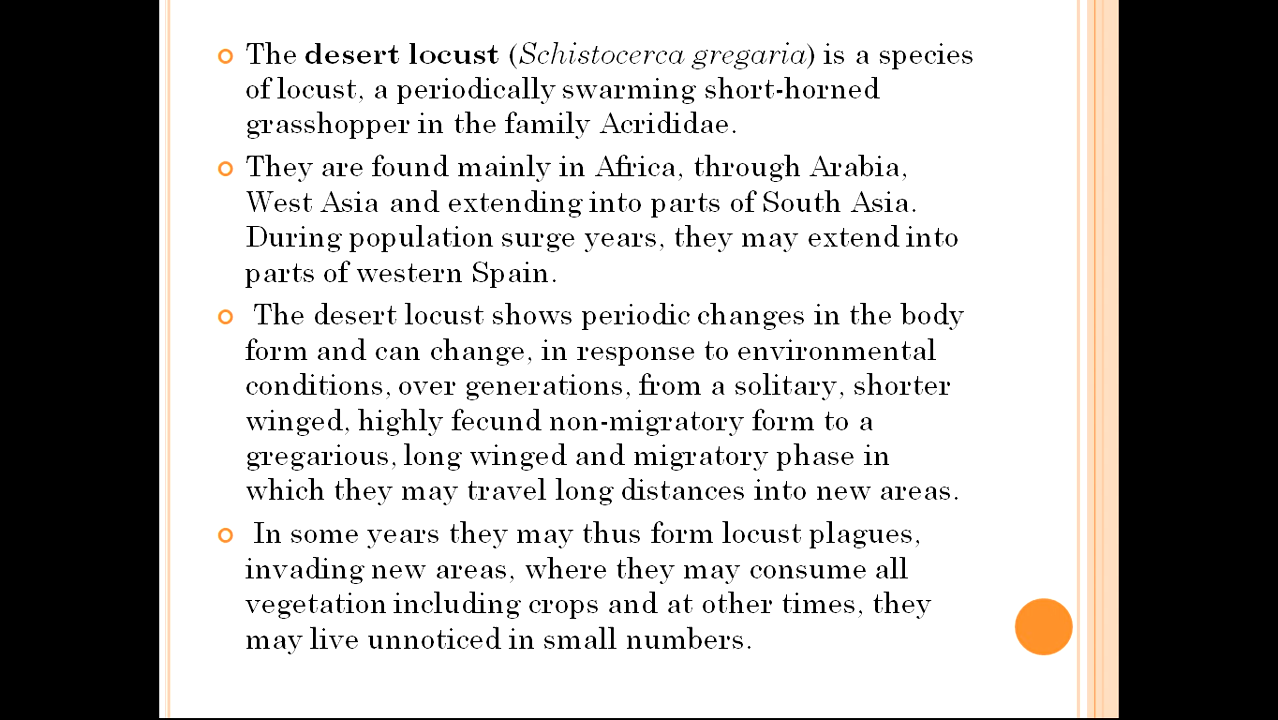 The desert locust (Schistocerca gregaria) is a species
of locust, a periodically swarming short-horned
grasshopper in the family Acrididae.
They are found mainly in Africa, through Arabia,
West Asia and extending into parts of South Asia.
During population surge years, they may extend into
parts of western Spain.
The desert locust shows periodic changes in the body
form and can change, in response to environmental
conditions, over generations, from a solitary, shorter
winged, highly fecund non-migratory form to a
gregarious, long winged and migratory phase in
which they may travel long distances into new areas.
In some years they may thus form locust plagues,
invading new areas, where they may consume all
vegetation including crops and at other times, they
may live unnoticed in small numbers.